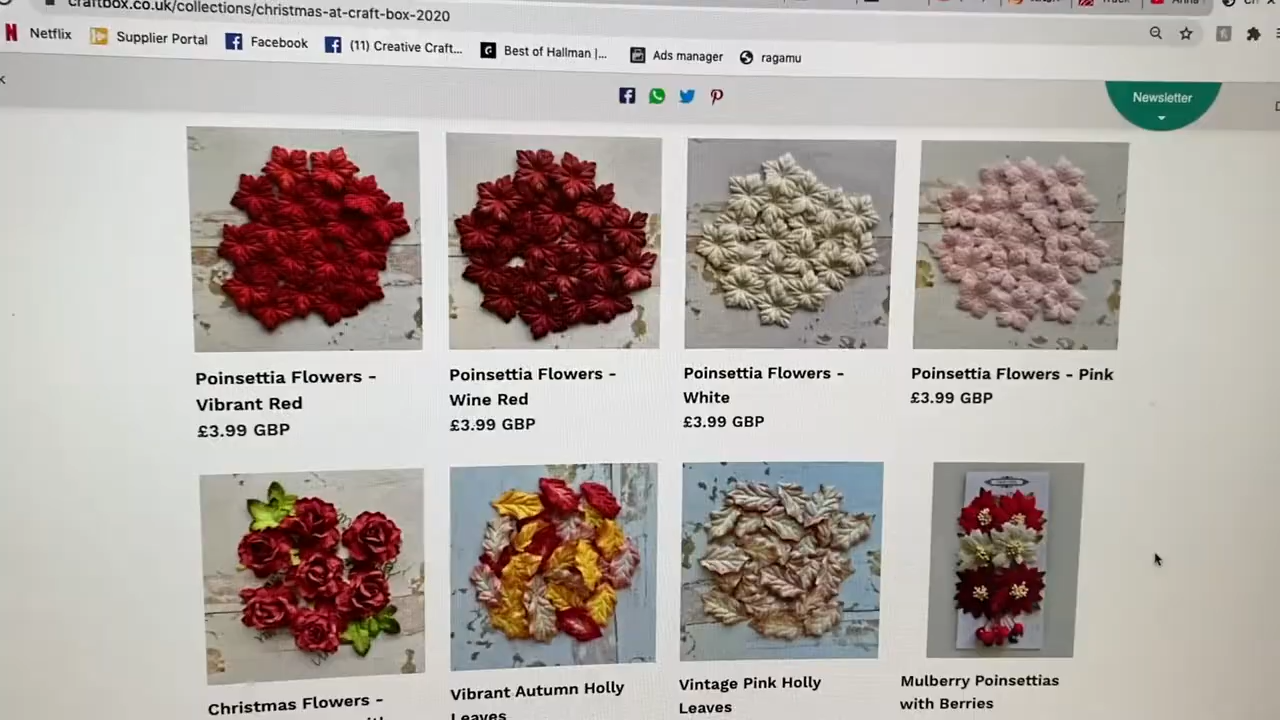 craftbox.co.uk/collections/christmas-at-craft-box-2020
Netflix Supplier Portal Facebook (11) Creative Craft... Best of Hallman |... Ads manager ragamu
Newsletter
Poinsettia Flowers -
Vibrant Red
£3.99 GBP
Poinsettia Flowers -
Wine Red
£3.99 GBP
Poinsettia Flowers -
White
£3.99 GBP
Poinsettia Flowers - Pink
£3.99 GBP
Christmas Flowers -
Vibrant Autumn Holly
Leaves
Vintage Pink Holly
Leaves
Mulberry Poinsettias
with Berries